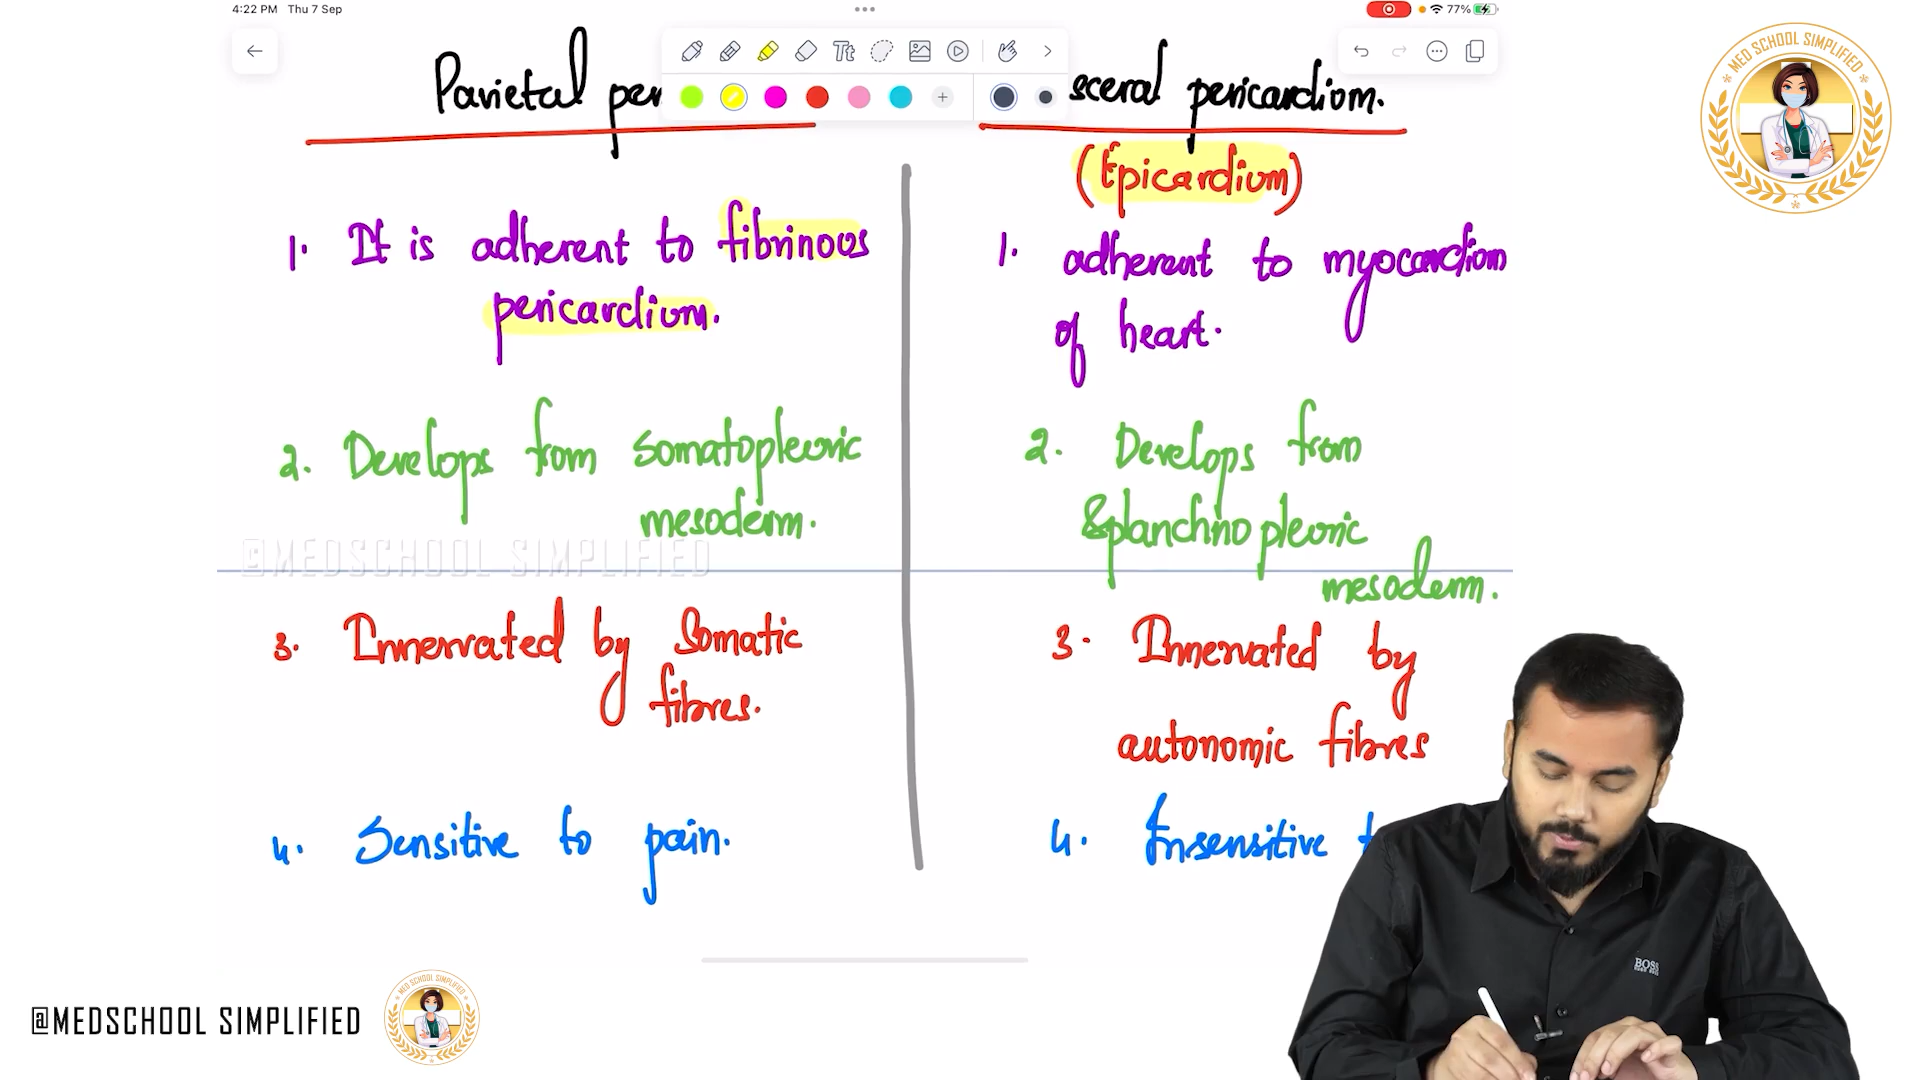 4:22 PM Thu 7 Sep
77%
Parietal per
sceral pericardium.
(Epicardium)
1. It is adherent to fibrinous
pericardium.
2. Develops from Somatopleuric
mesoderm.
3. Innervated by Somatic
fibres.
4. Sensitive to pain.
1. adherent to myocardium
of heart.
2. Develops from
Splanchnopleuric
mesoderm.
3. Innervated by
autonomic fibres
4. Insensitive t
@MEDSCHOOL SIMPLIFIED
MED SCHOOL SIMPLIFIED
BOSS
@MEDSCHOOL SIMPLIFIED
MED SCHOOL SIMPLIFIED